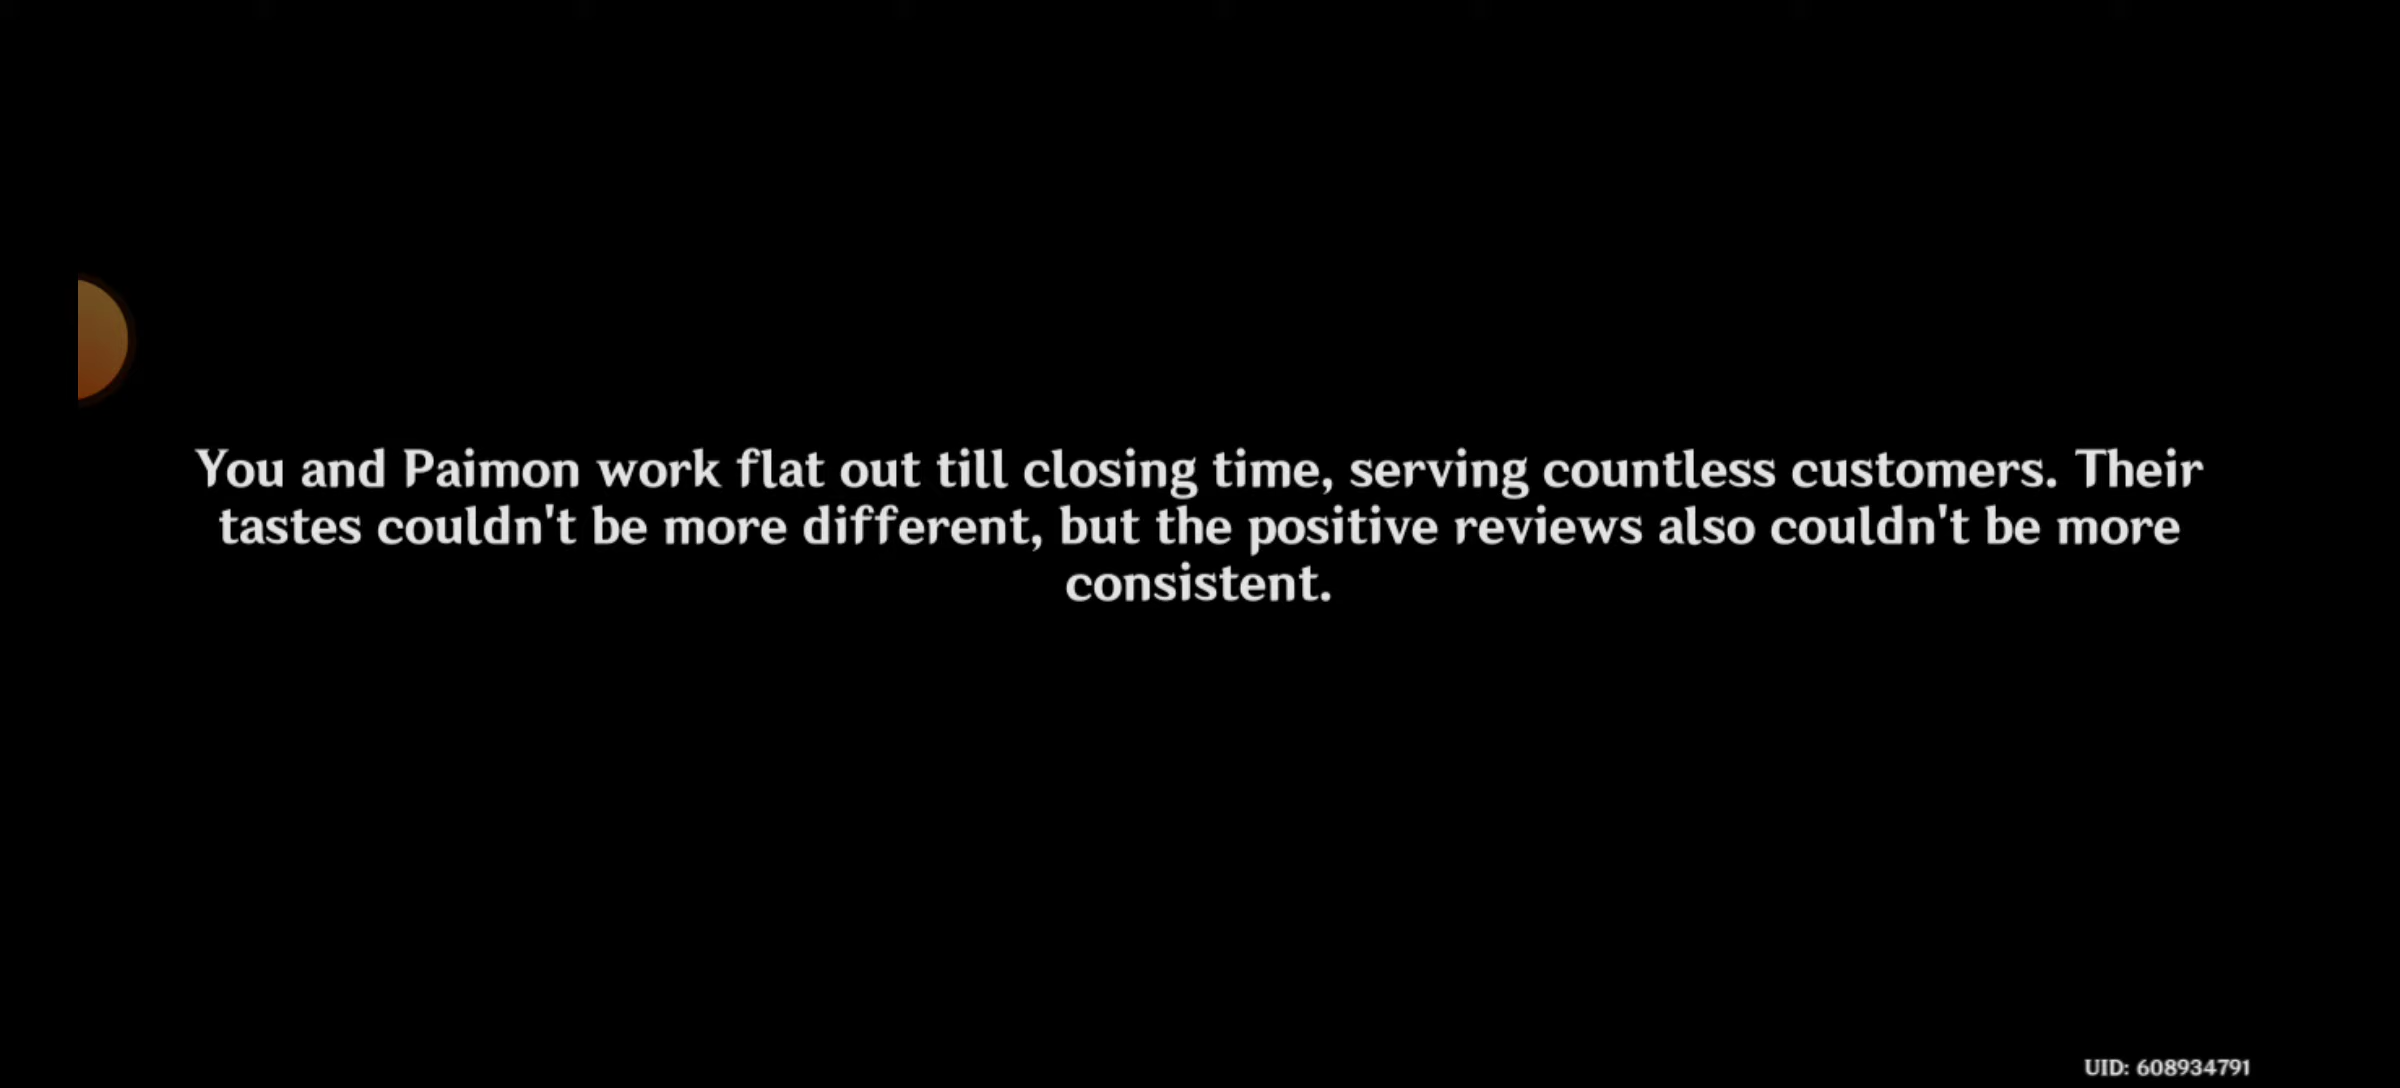 You and Paimon work flat out till closing time, serving countless customers. Their
tastes couldn't be more different, but the positive reviews also couldn't be more
consistent.
UID: 608934791